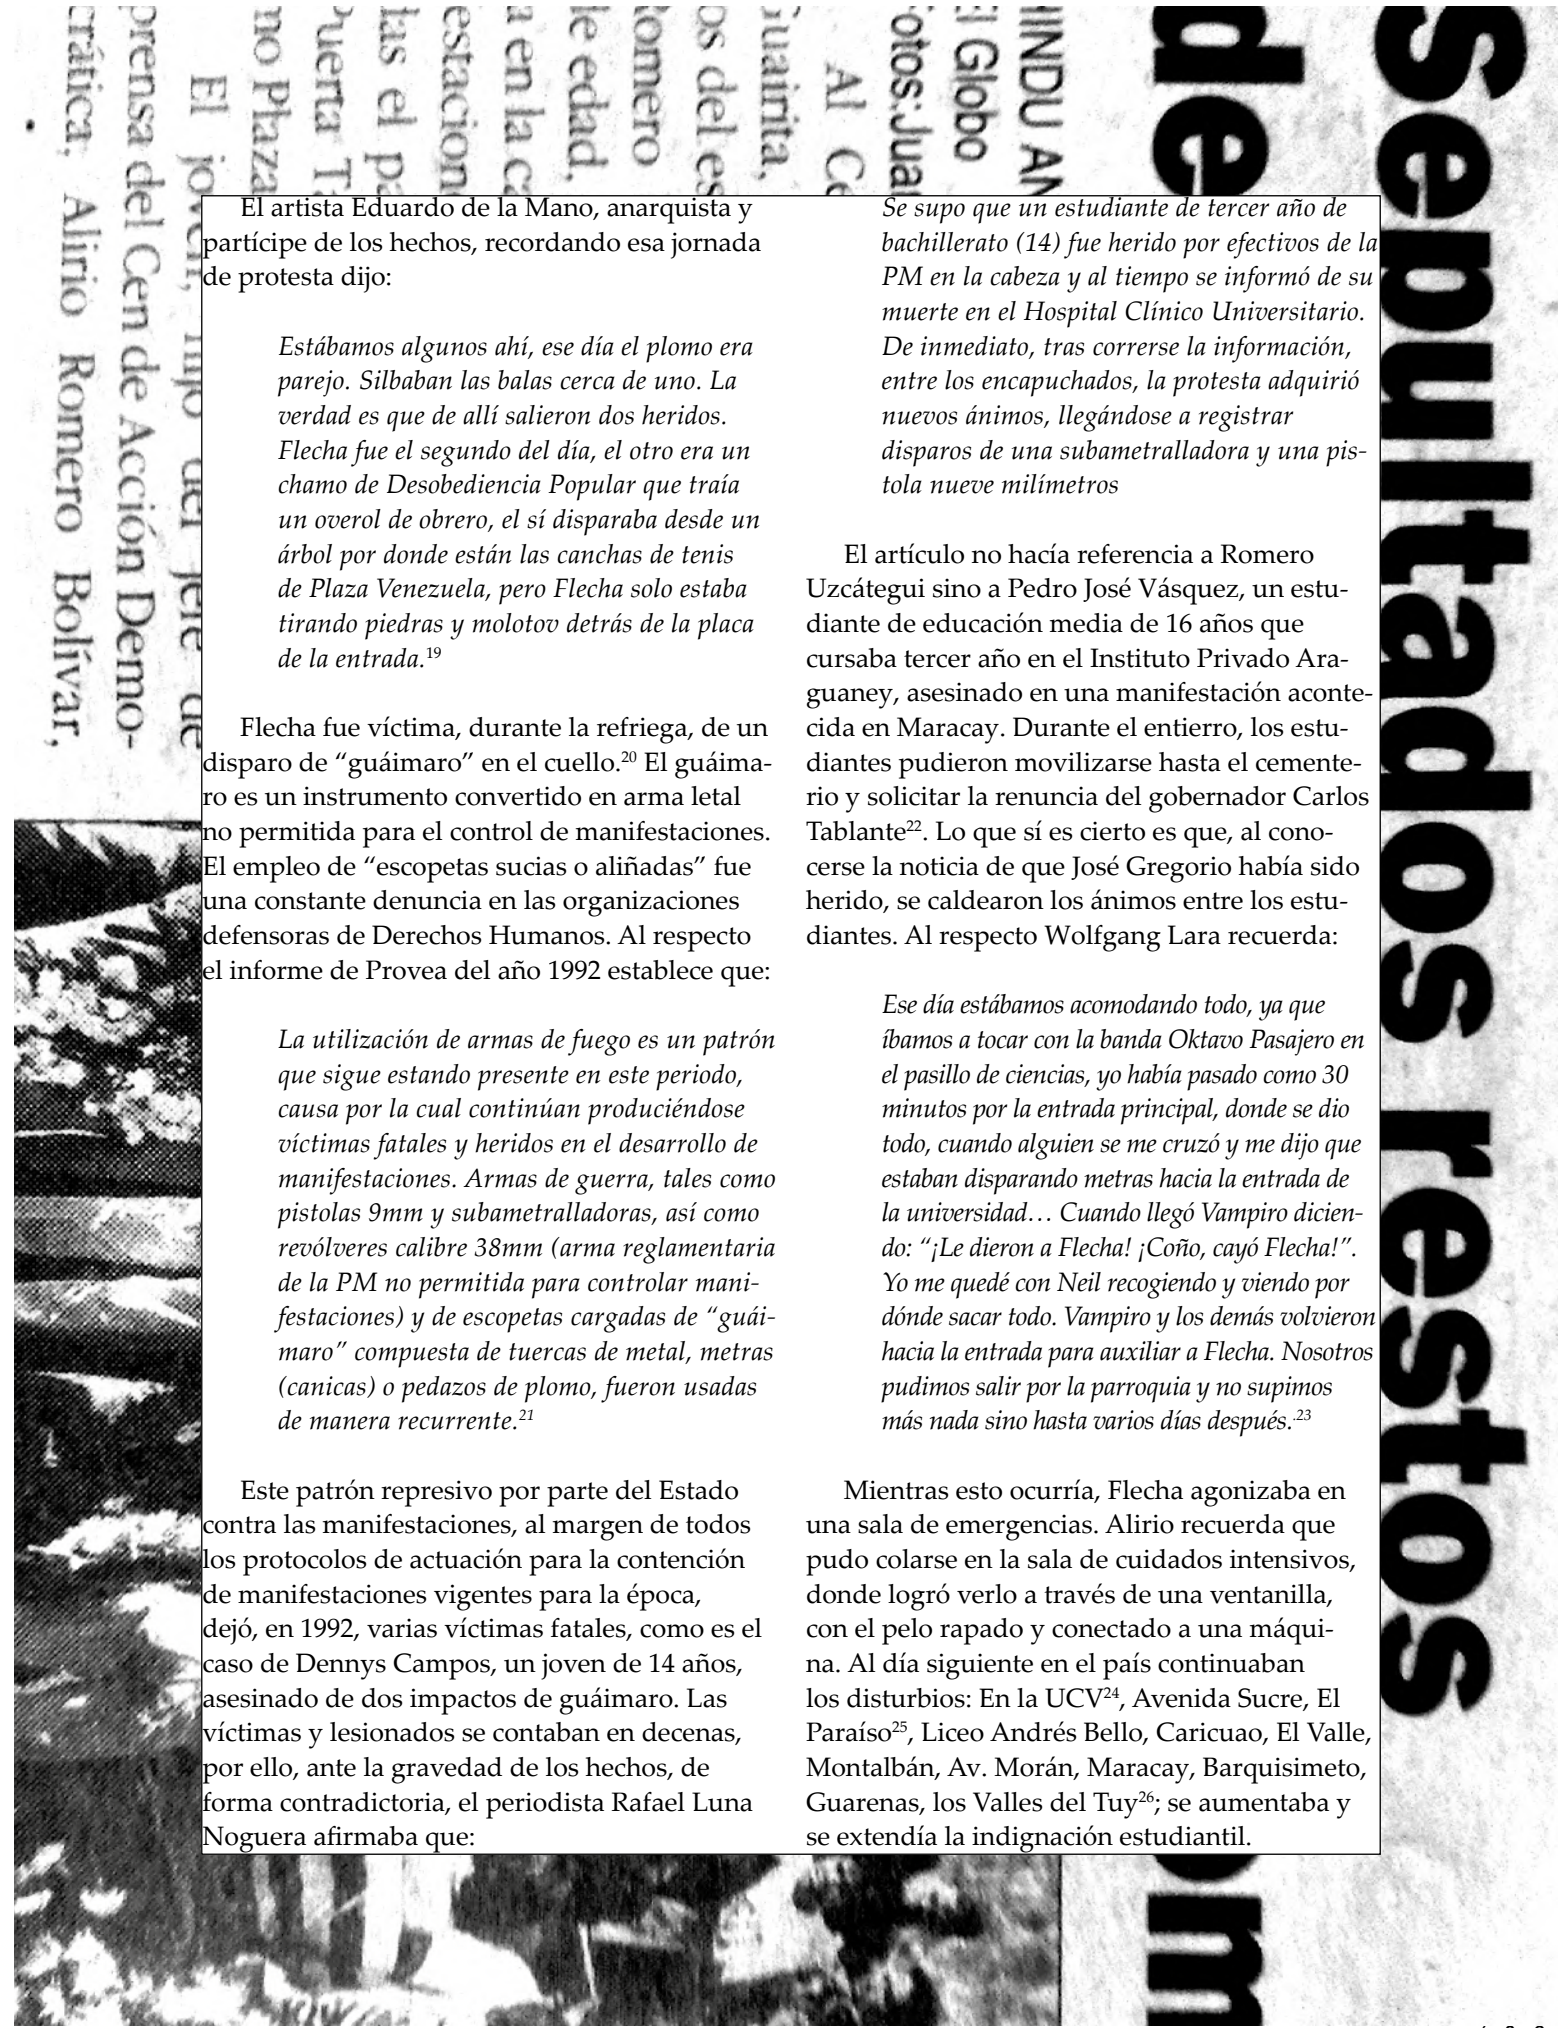 El artista Eduardo de la Mano, anarquista y
partícipe de los hechos, recordando esa jornada
de protesta dijo:
Estábamos algunos ahí, ese día el plomo era
parejo. Silbaban las balas cerca de uno. La
verdad es que de allí salieron dos heridos.
Flecha fue el segundo del día, el otro era un
chamo de Desobediencia Popular que traía
un overol de obrero, el sí disparaba desde un
árbol por donde están las canchas de tenis
de Plaza Venezuela, pero Flecha solo estaba
tirando piedras y molotov detrás de la placa
de la entrada.19
Flecha fue víctima, durante la refriega, de un
disparo de “guáimaro” en el cuello.20 El guáima-
ro es un instrumento convertido en arma letal
no permitida para el control de manifestaciones.
El empleo de “escopetas sucias o aliñadas” fue
una constante denuncia en las organizaciones
defensoras de Derechos Humanos. Al respecto
el informe de Provea del año 1992 establece que:
La utilización de armas de fuego es un patrón
que sigue estando presente en este periodo,
causa por la cual continúan produciéndose
víctimas fatales y heridos en el desarrollo de
manifestaciones. Armas de guerra, tales como
pistolas 9mm y subametralladoras, así como
revólveres calibre 38mm (arma reglamentaria
de la PM no permitida para controlar mani-
festaciones) y de escopetas cargadas de “guái-
maro” compuesta de tuercas de metal, metras
(canicas) o pedazos de plomo, fueron usadas
de manera recurrente.21
Este patrón represivo por parte del Estado
contra las manifestaciones, al margen de todos
los protocolos de actuación para la contención
de manifestaciones vigentes para la época,
dejó, en 1992, varias víctimas fatales, como es el
caso de Dennys Campos, un joven de 14 años,
asesinado de dos impactos de guáimaro. Las
víctimas y lesionados se contaban en decenas,
por ello, ante la gravedad de los hechos, de
forma contradictoria, el periodista Rafael Luna
Noguera afirmaba que:
Se supo que un estudiante de tercer año de
bachillerato (14) fue herido por efectivos de la
PM en la cabeza y al tiempo se informó de su
muerte en el Hospital Clínico Universitario.
De inmediato, tras correrse la información,
entre los encapuchados, la protesta adquirió
nuevos ánimos, llegándose a registrar
disparos de una subametralladora y una pis-
tola nueve milímetros
El artículo no hacía referencia a Romero
Uzcátegui sino a Pedro José Vásquez, un estu-
diante de educación media de 16 años que
cursaba tercer año en el Instituto Privado Ara-
guaney, asesinado en una manifestación aconte-
cida en Maracay. Durante el entierro, los estu-
diantes pudieron movilizarse hasta el cemente-
rio y solicitar la renuncia del gobernador Carlos
Tablante22. Lo que sí es cierto es que, al cono-
cerse la noticia de que José Gregorio había sido
herido, se caldearon los ánimos entre los estu-
diantes. Al respecto Wolfgang Lara recuerda:
Ese día estábamos acomodando todo, ya que
íbamos a tocar con la banda Oktavo Pasajero en
el pasillo de ciencias, yo había pasado como 30
minutos por la entrada principal, donde se dio
todo, cuando alguien se me cruzó y me dijo que
estaban disparando metras hacia la entrada de
la universidad… Cuando llegó Vampiro dicien-
do: “¡Le dieron a Flecha! ¡Coño, cayó Flecha!”.
Yo me quedé con Neil recogiendo y viendo por
dónde sacar todo. Vampiro y los demás volvieron
hacia la entrada para auxiliar a Flecha. Nosotros
pudimos salir por la parroquia y no supimos
más nada sino hasta varios días después.23
Mientras esto ocurría, Flecha agonizaba en
una sala de emergencias. Alirio recuerda que
pudo colarse en la sala de cuidados intensivos,
donde logró verlo a través de una ventanilla,
con el pelo rapado y conectado a una máqui-
na. Al día siguiente en el país continuaban
los disturbios: En la UCV24, Avenida Sucre, El
Paraíso25, Liceo Andrés Bello, Caricuao, El Valle,
Montalbán, Av. Morán, Maracay, Barquisimeto,
Guarenas, los Valles del Tuy26; se aumentaba y
se extendía la indignación estudiantil.
Sepultados restos
de
HINDU AN
El Globo
Fotos:Jua
Al Ce
Guairita,
os del es
Romero
de edad,
a en la ca
estacion
las el pa
Puerta Ta
no Plaza
El jo
prensa del Cen de Acción Demo-
crática, Alirio Romero Bolívar,